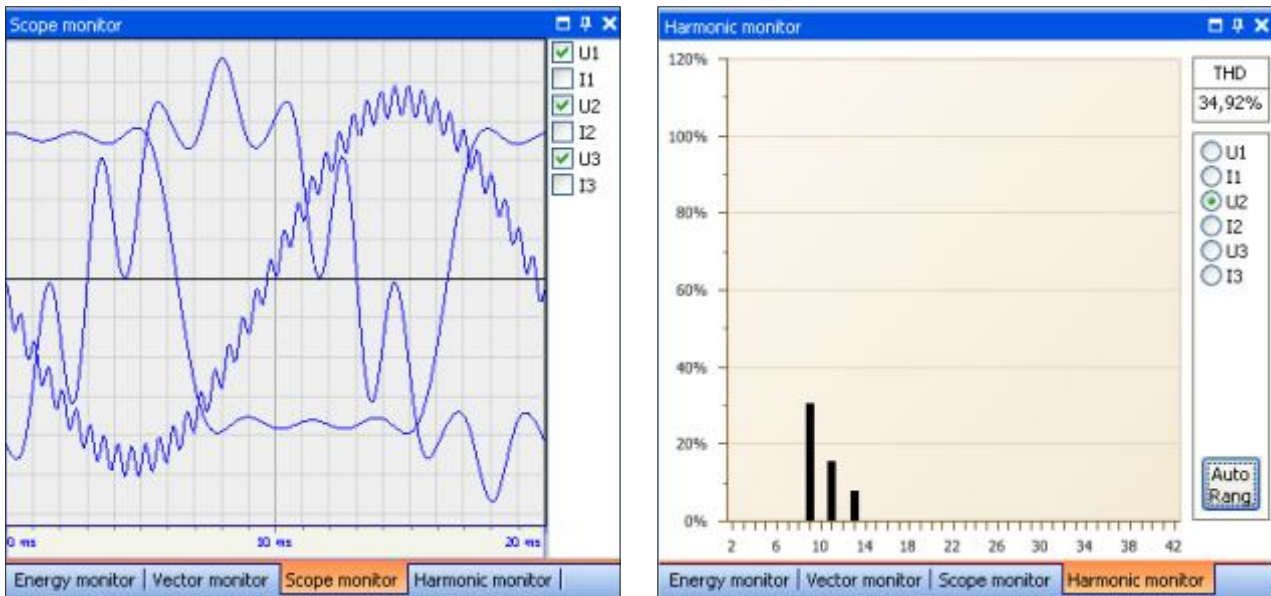 Scope monitor
U1
I1
U2
I2
U3
I3
0 ms
10 ms
20 ms
Energy monitor
Vector monitor
Scope monitor
Harmonic monitor
Harmonic monitor
120%
100%
80%
60%
40%
20%
0%
2 6 10 14 18 22 26 30 34 38 42
THD
34,92%
U1
I1
U2
I2
U3
I3
Auto
Rang
Energy monitor
Vector monitor
Scope monitor
Harmonic monitor